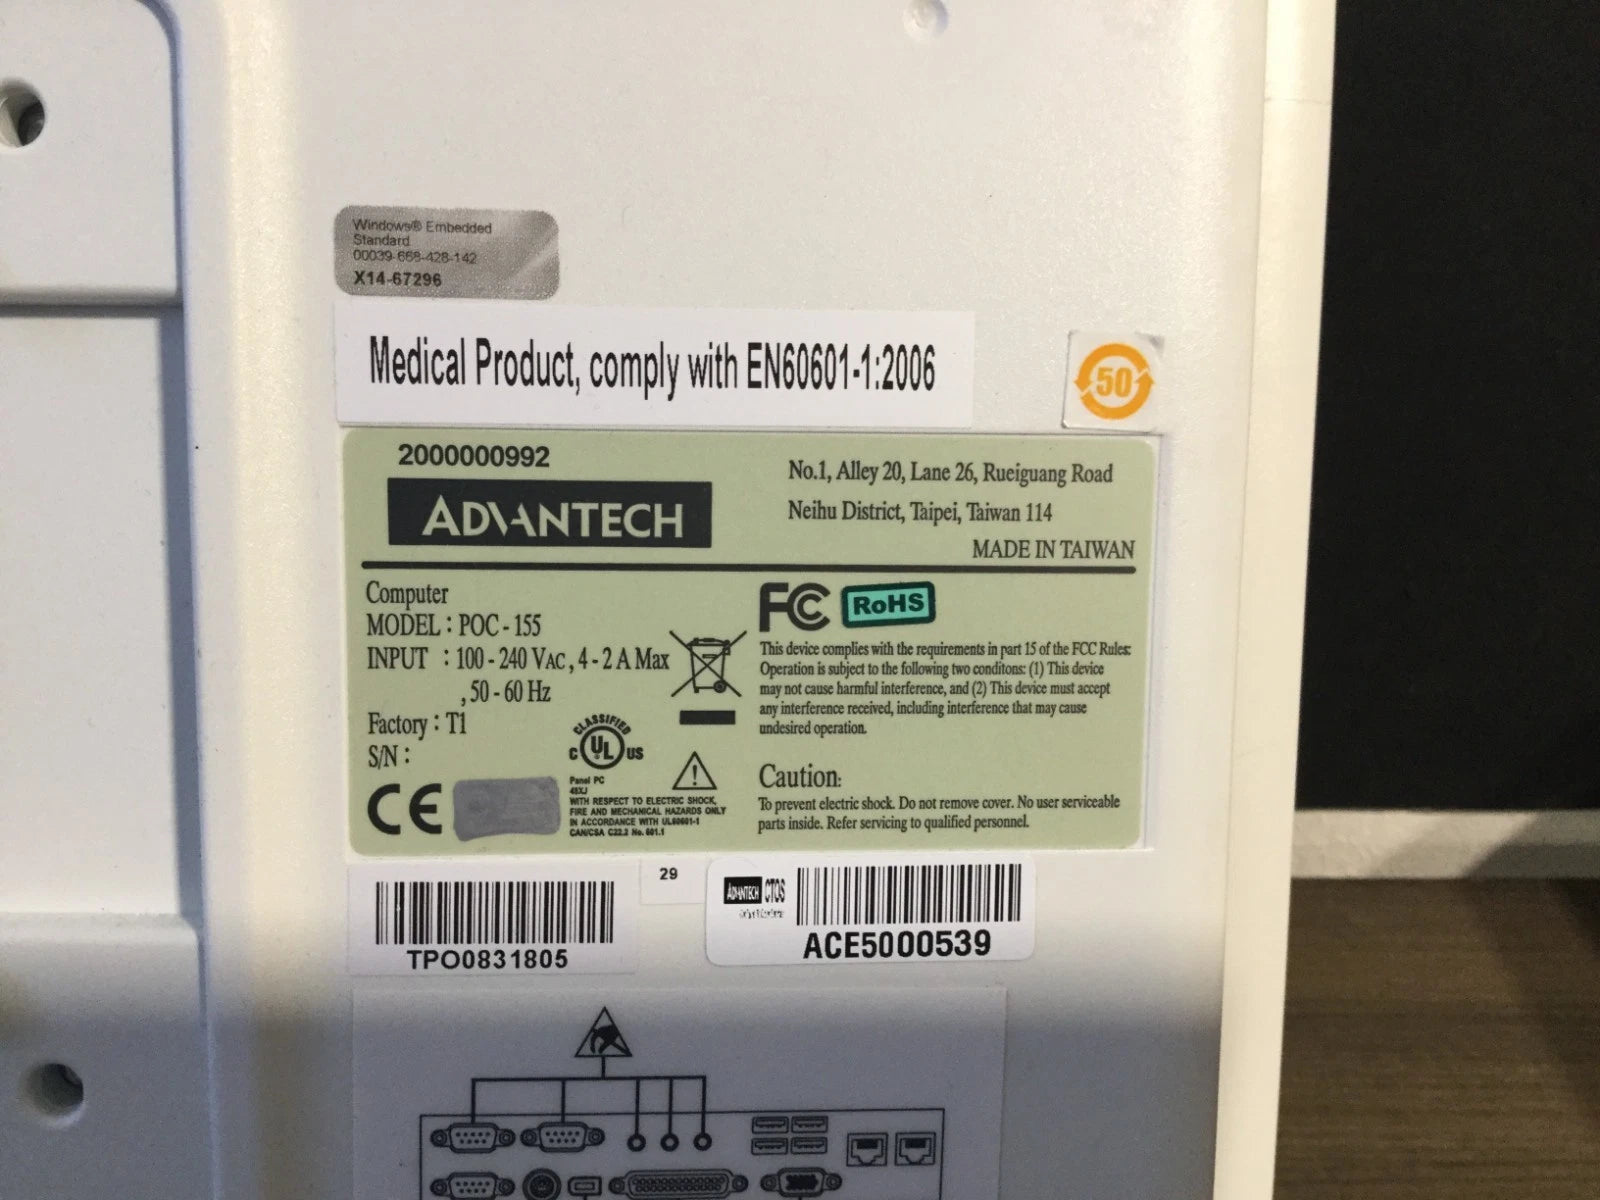 Windows® Embedded
Standard
00039-668-428-142
X14-67296
Medical Product, comply with EN60601-1:2006
50
2000000992
ADVANTECH
No.1, Alley 20, Lane 26, Rueiguang Road
Neihu District, Taipei, Taiwan 114
MADE IN TAIWAN
Computer
MODEL : POC - 155
INPUT : 100 - 240 VAC , 4 - 2 A Max
, 50 - 60 Hz
Factory : T1
S/N :
CE
CLASSIFIED
C UL US
Panel PC
48XJ
WITH RESPECT TO ELECTRIC SHOCK,
FIRE AND MECHANICAL HAZARDS ONLY
IN ACCORDANCE WITH UL60601-1
CAN/CSA C22.2 No. 601.1
FC RoHS
This device complies with the requirements in part 15 of the FCC Rules:
Operation is subject to the following two conditons: (1) This device
may not cause harmful interference, and (2) This device must accept
any interference received, including interference that may cause
undesired operation.
Caution:
To prevent electric shock. Do not remove cover. No user serviceable
parts inside. Refer servicing to qualified personnel.
TPO0831805
29
ADVANTECH CTOS
ACE5000539